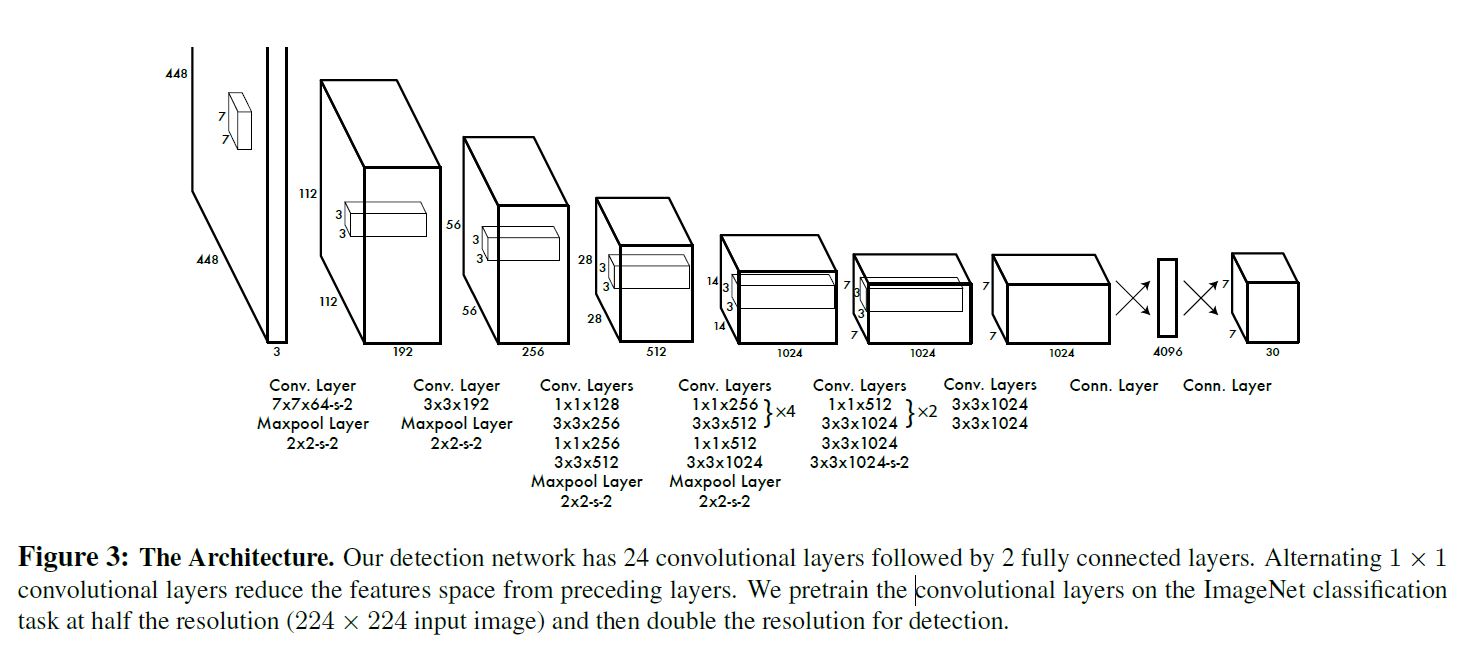 448
7
7
448
3
112
3
3
112
192
56
3
3
56
256
28
3
3
28
512
14
3
3
14
1024
7
3
3
7
1024
7
7
1024
4096
7
7
30
Conv. Layer
7x7x64-s-2
Maxpool Layer
2x2-s-2
Conv. Layer
3x3x192
Maxpool Layer
2x2-s-2
Conv. Layers
1x1x128
3x3x256
1x1x256
3x3x512
Maxpool Layer
2x2-s-2
Conv. Layers
1x1x256
3x3x512
}×4
1x1x512
3x3x1024
Maxpool Layer
2x2-s-2
Conv. Layers
1x1x512
3x3x1024
}×2
3x3x1024
3x3x1024-s-2
Conv. Layers
3x3x1024
3x3x1024
Conn. Layer
Conn. Layer
Figure 3: The Architecture. Our detection network has 24 convolutional layers followed by 2 fully connected layers. Alternating 1 × 1
convolutional layers reduce the features space from preceding layers. We pretrain the convolutional layers on the ImageNet classification
task at half the resolution (224 × 224 input image) and then double the resolution for detection.